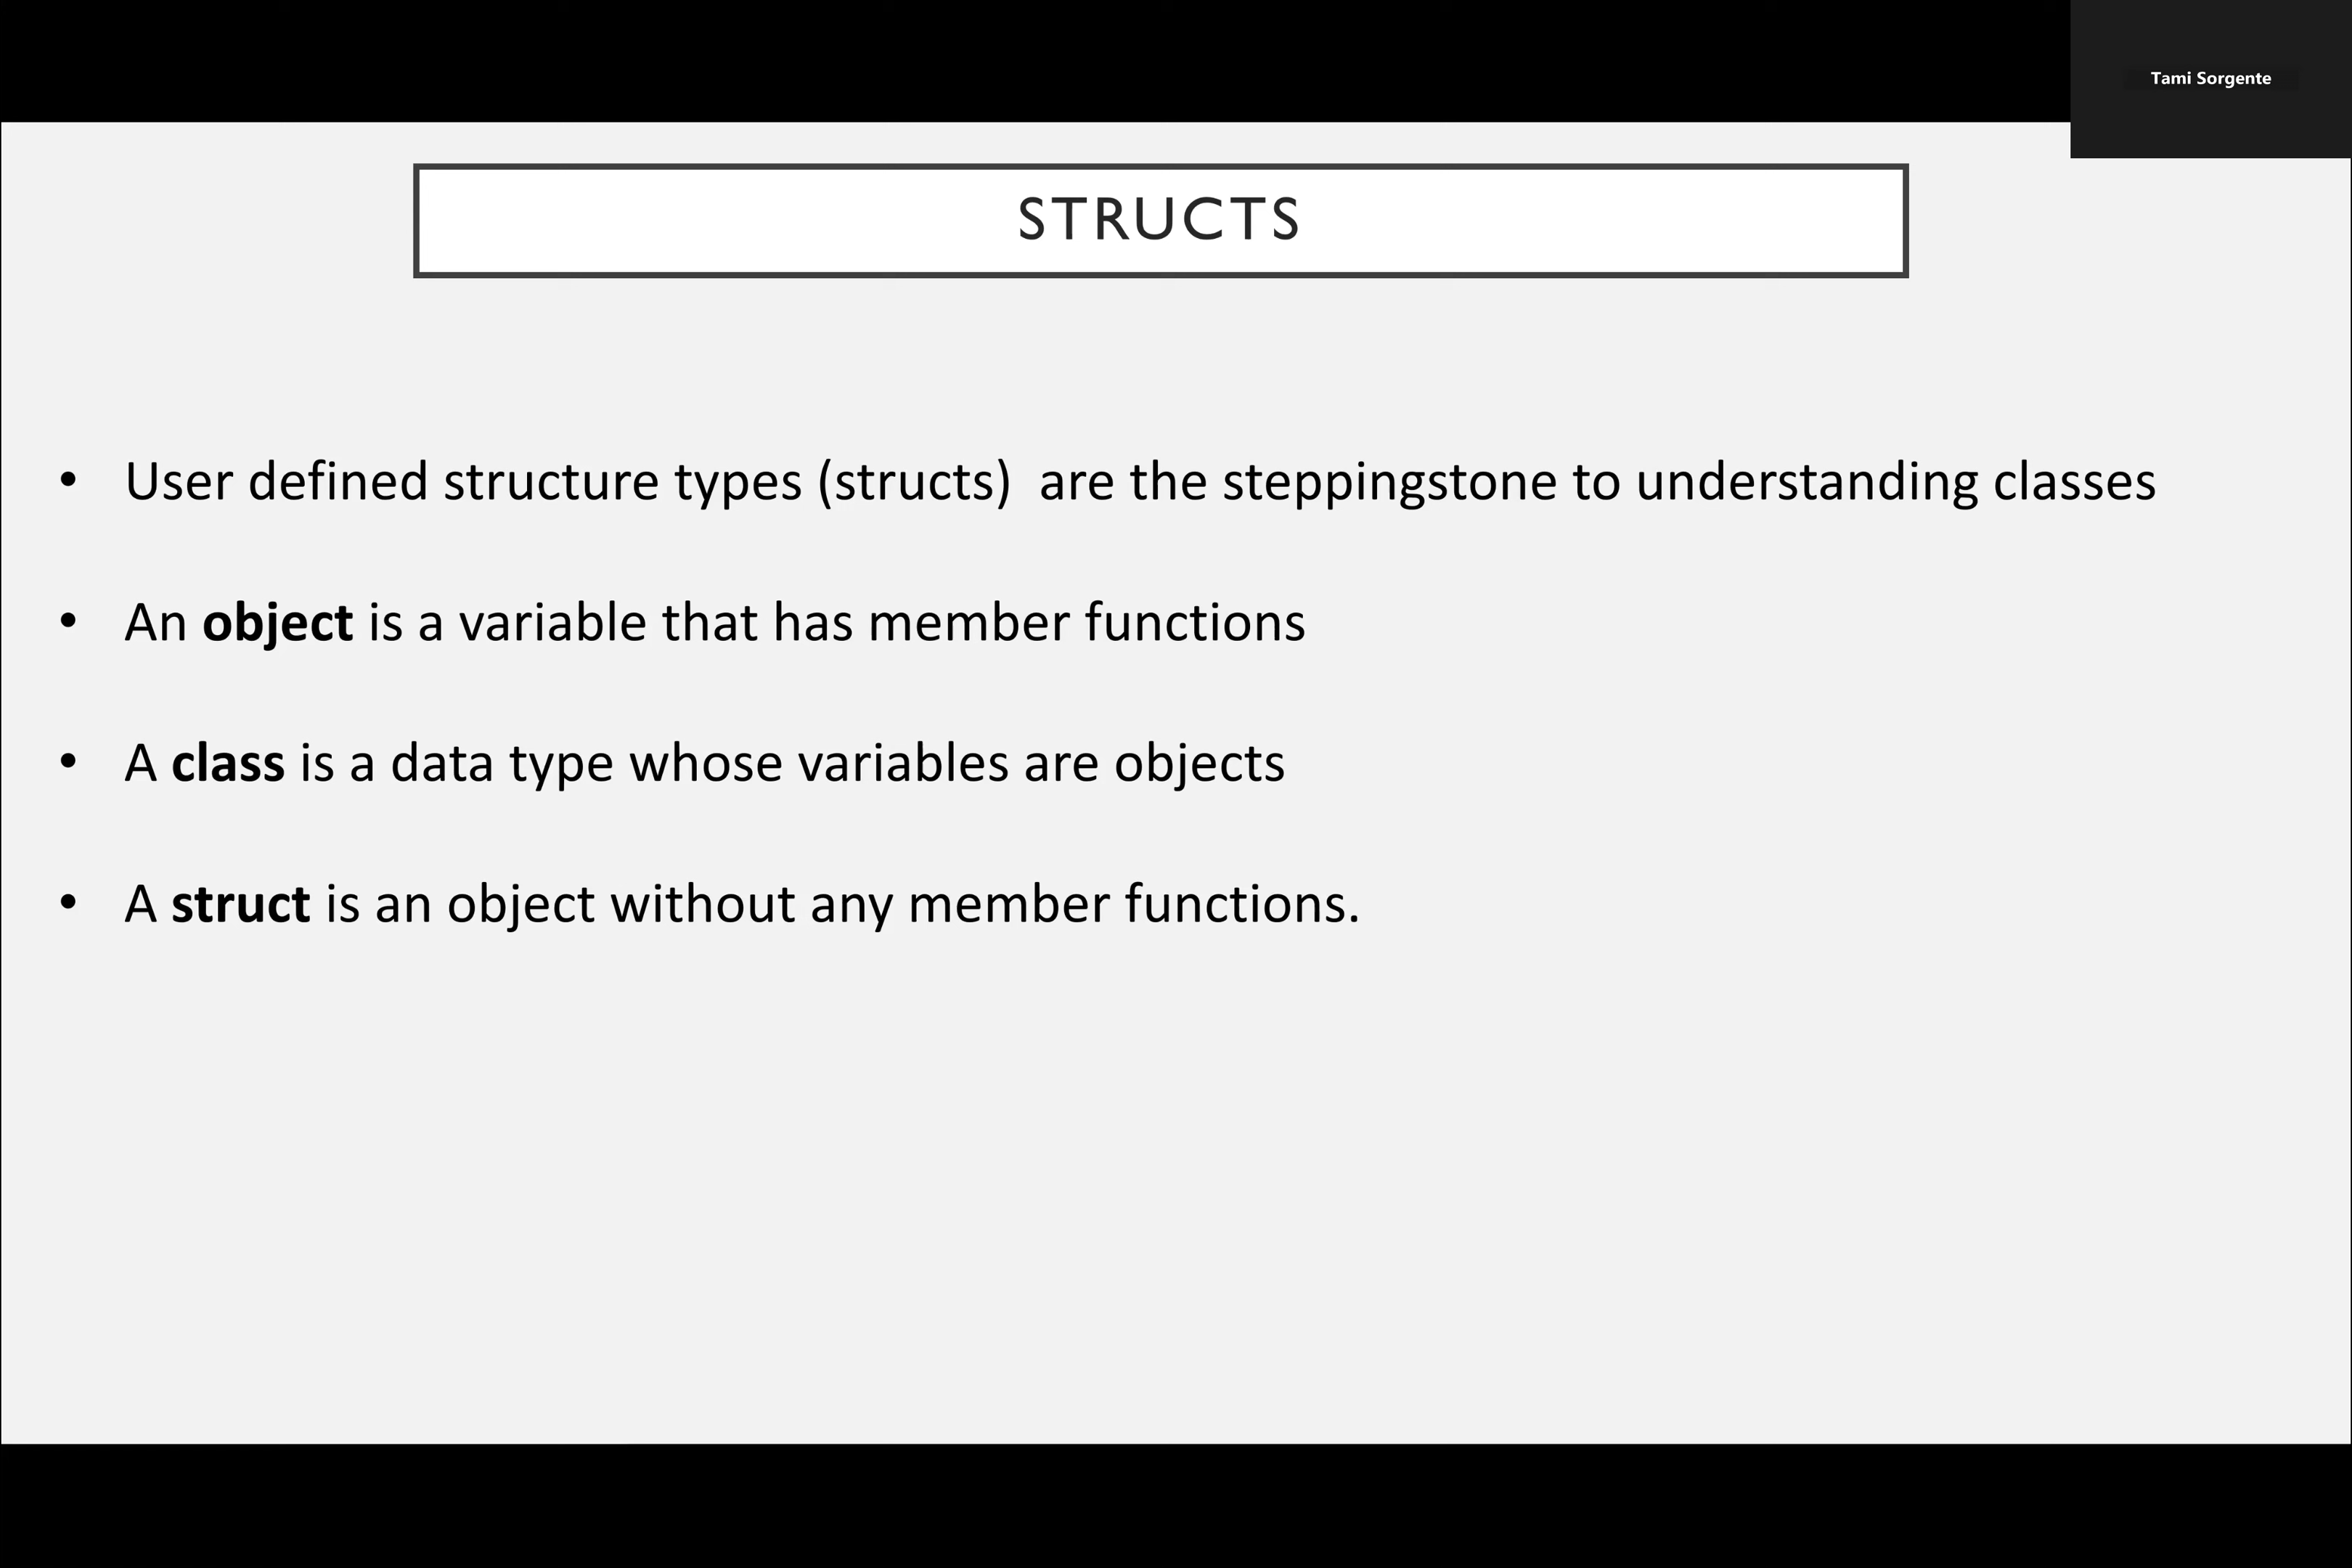 Tami Sorgente
STRUCTS
• User defined structure types (structs)  are the steppingstone to understanding classes
• An object is a variable that has member functions
• A class is a data type whose variables are objects
• A struct is an object without any member functions.